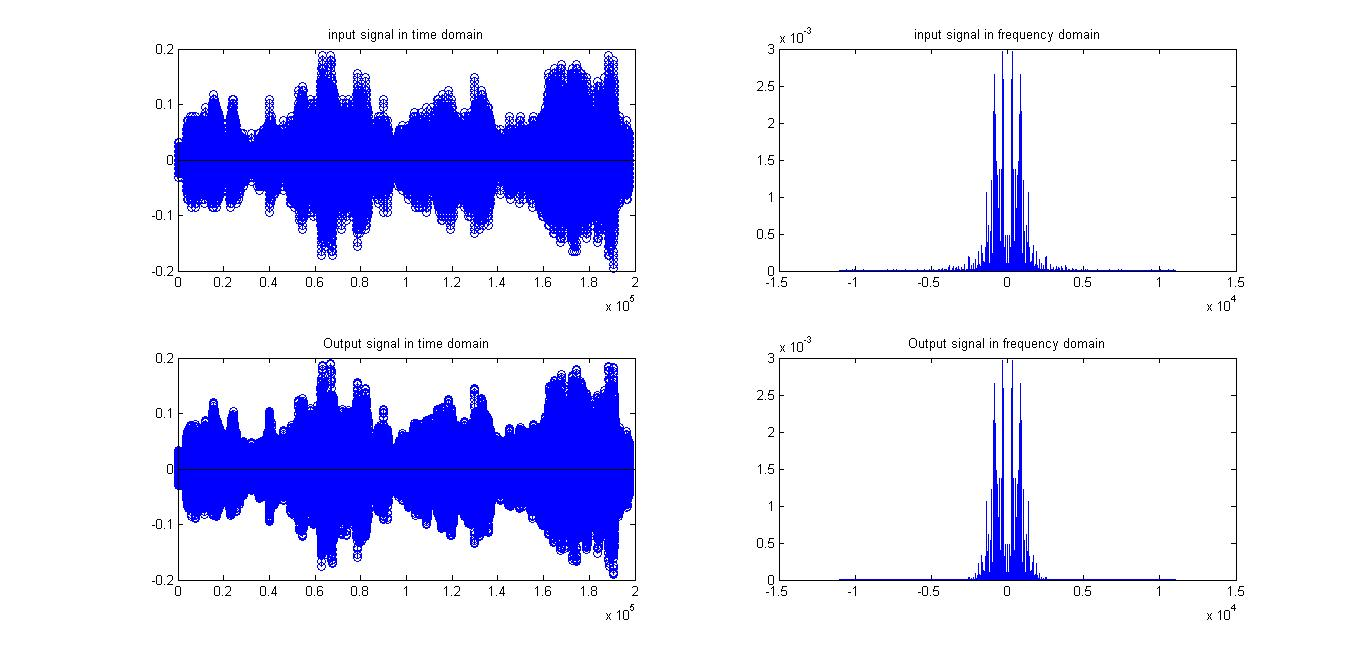 input signal in time domain
0.2
0.1
0
-0.1
-0.2
0 0.2 0.4 0.6 0.8 1 1.2 1.4 1.6 1.8 2
x 10^5
input signal in frequency domain
x 10^-3
3
2.5
2
1.5
1
0.5
0
-1.5 -1 -0.5 0 0.5 1 1.5
x 10^4
Output signal in time domain
0.2
0.1
0
-0.1
-0.2
0 0.2 0.4 0.6 0.8 1 1.2 1.4 1.6 1.8 2
x 10^5
Output signal in frequency domain
x 10^-3
3
2.5
2
1.5
1
0.5
0
-1.5 -1 -0.5 0 0.5 1 1.5
x 10^4